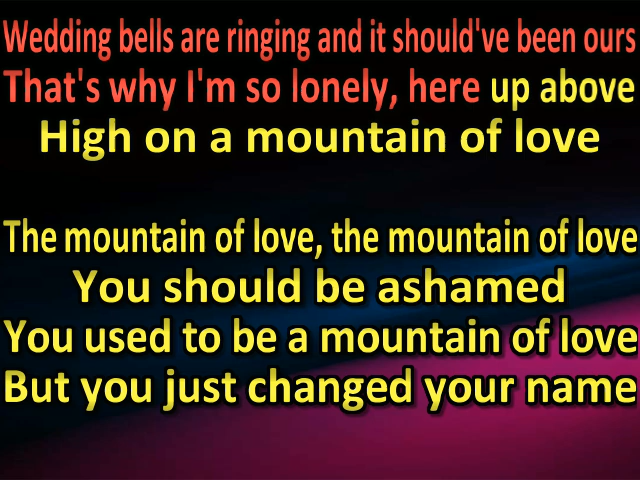 Wedding bells are ringing and it should've been ours
That's why I'm so lonely, here up above
High on a mountain of love
The mountain of love, the mountain of love
You should be ashamed
You used to be a mountain of love
But you just changed your name